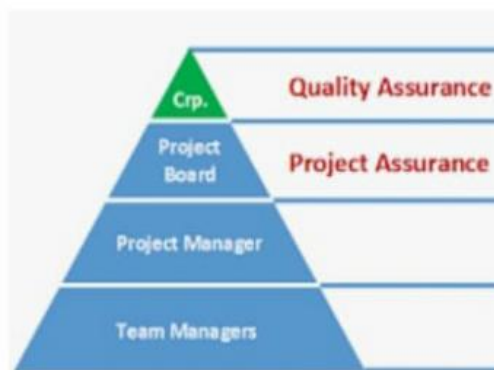 Crp.
Quality Assurance
Project
Board
Project Assurance
Project Manager
Team Managers